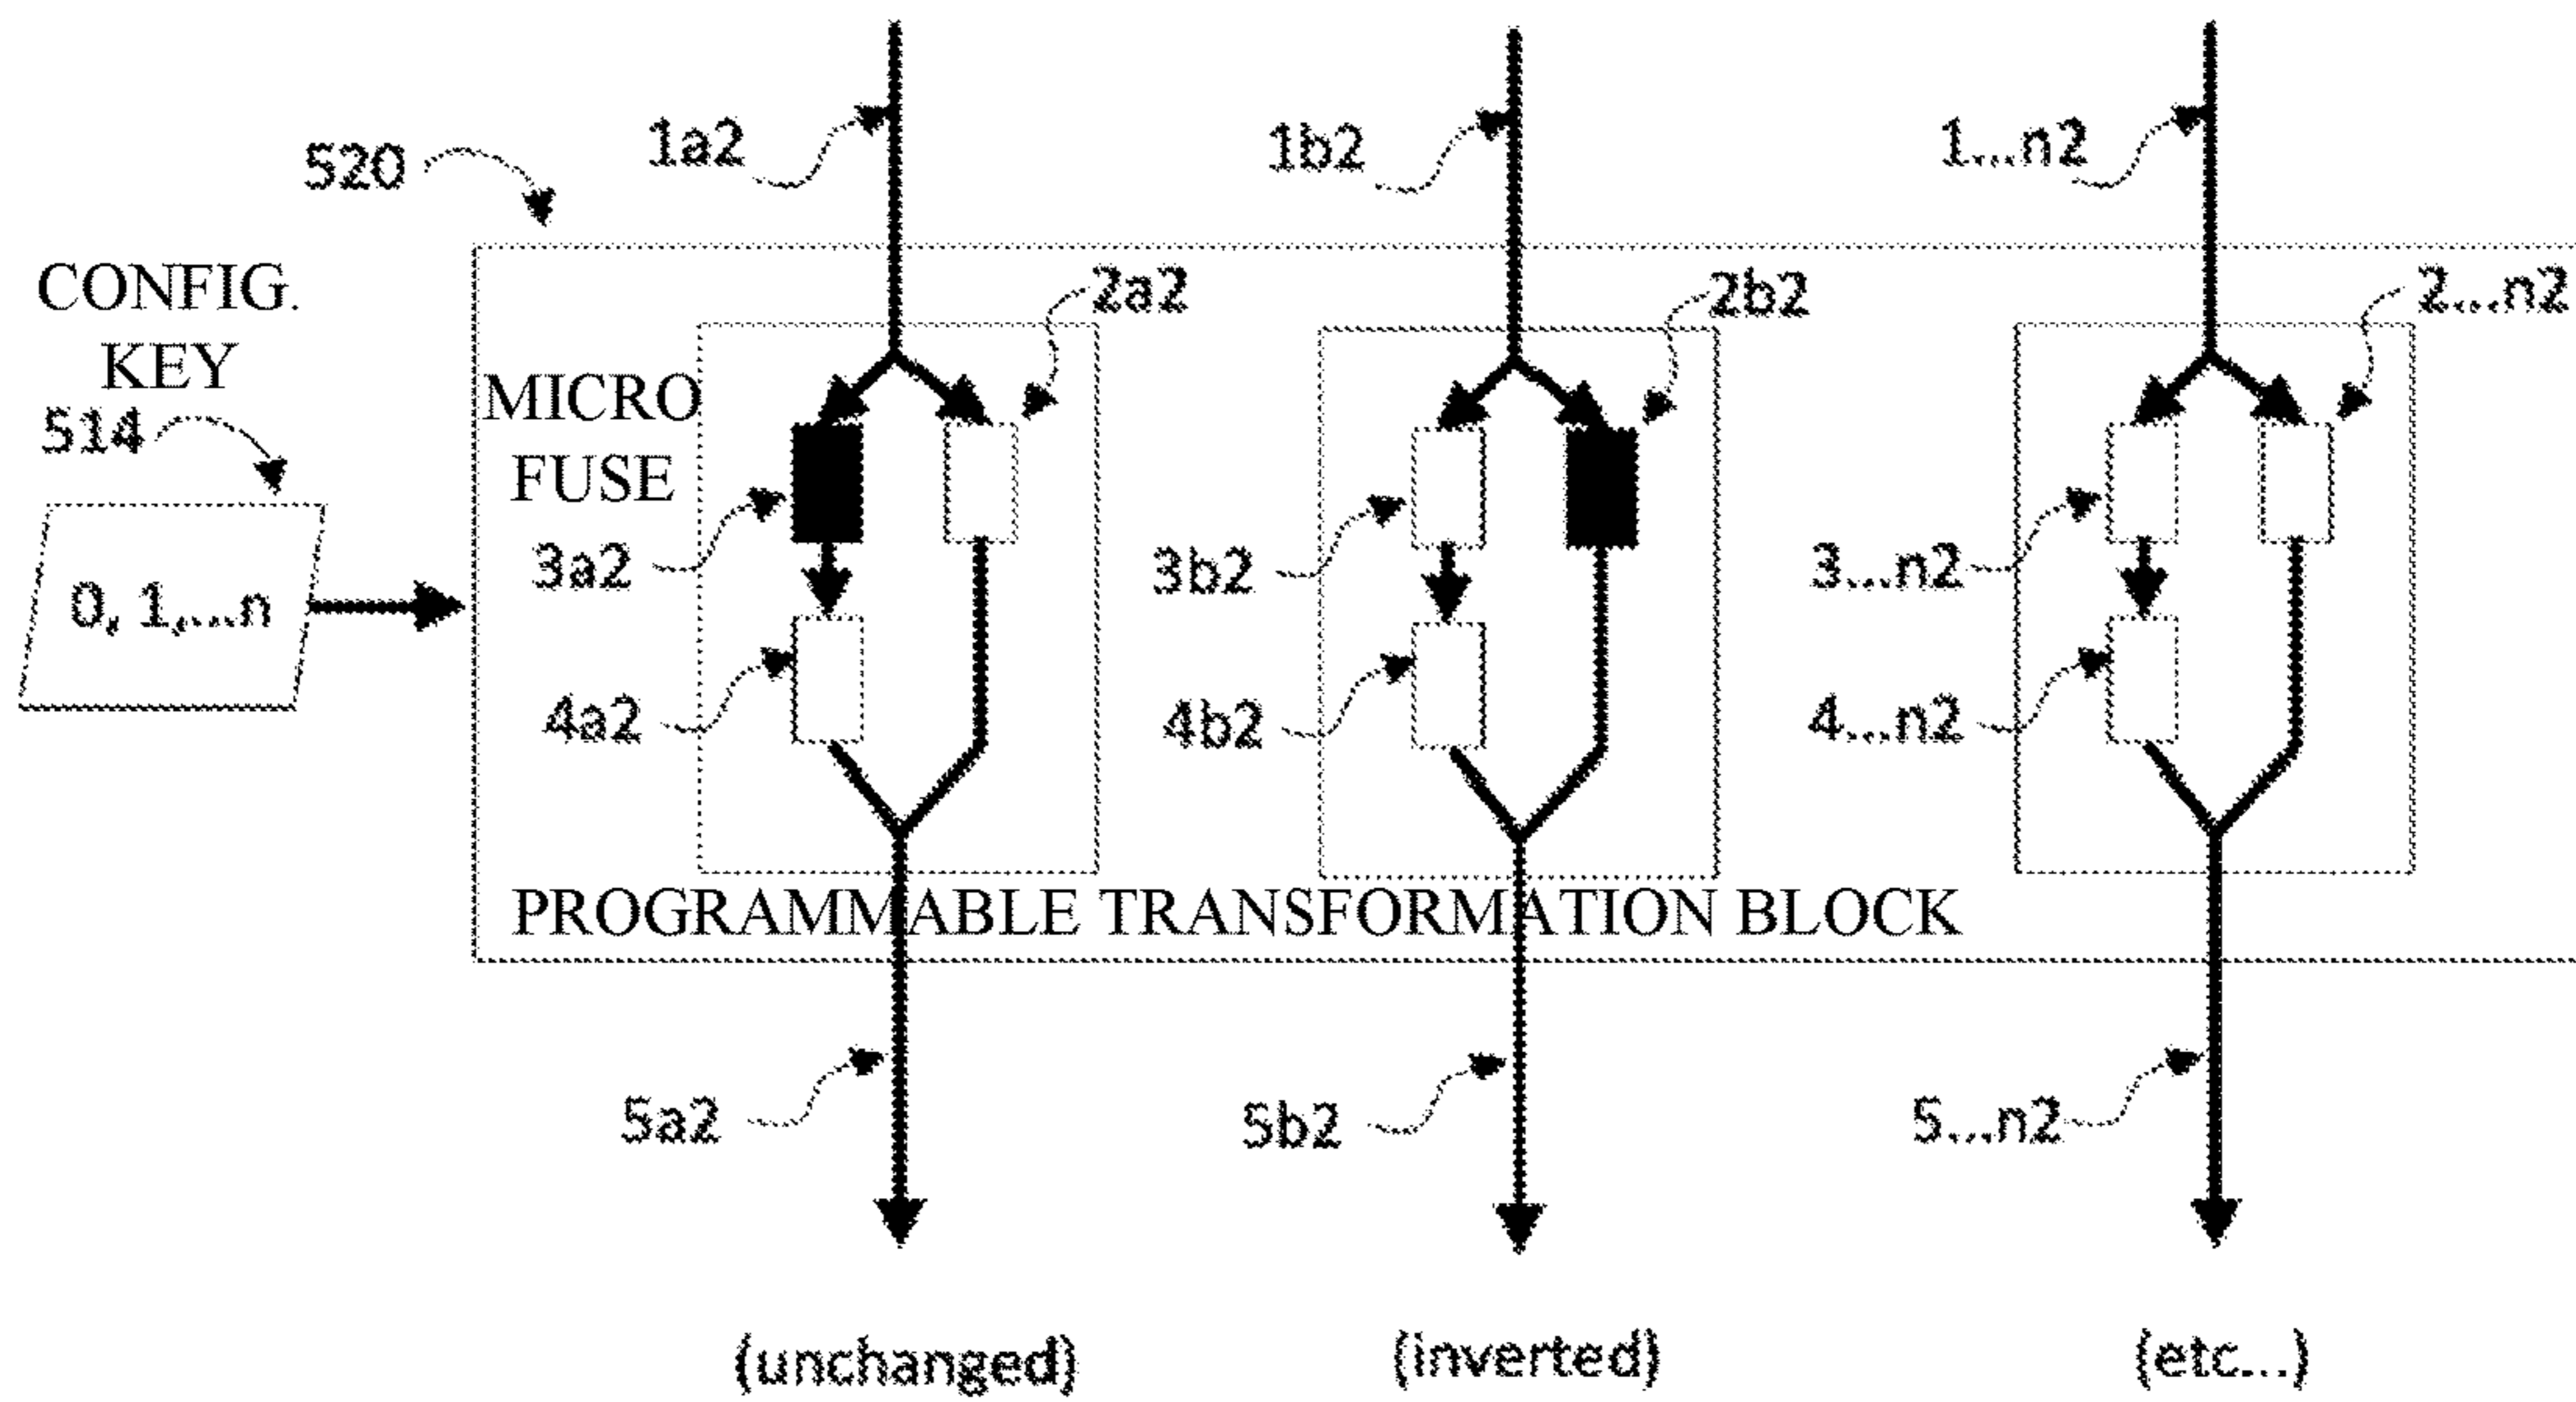 1a2
1b2
1...n2
520
CONFIG.
KEY
514
2a2
2b2
2...n2
MICRO
FUSE
3a2
3b2
3...n2
0, 1,...n
4a2
4b2
4...n2
PROGRAMMABLE TRANSFORMATION BLOCK
5a2
5b2
5...n2
(unchanged)
(inverted)
(etc...)